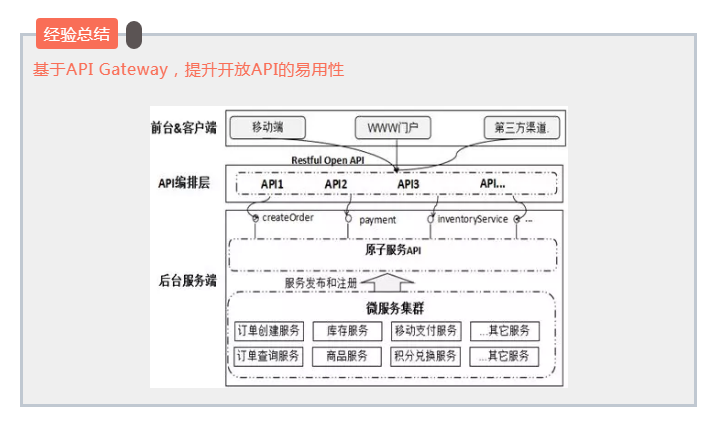 经验总结
基于API Gateway，提升开放API的易用性
前台&客户端
移动端
WWW门户
第三方渠道.
Restful Open API
API编排层
API1
API2
API3
API...
createOrder
payment
inventoryService
...
原子服务API
后台服务端
服务发布和注册
微服务集群
订单创建服务
库存服务
移动支付服务
...其它服务
订单查询服务
商品服务
积分兑换服务
...其它服务